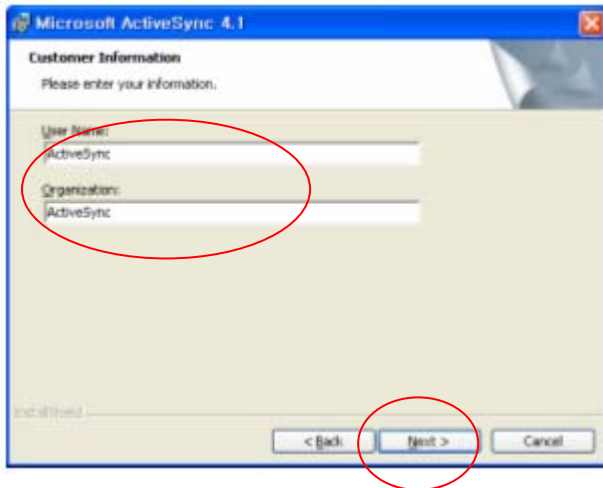 Microsoft ActiveSync 4.1
Customer Information
Please enter your information.
User Name:
ActiveSync
Organization:
ActiveSync
InstallShield
< Back
Next >
Cancel